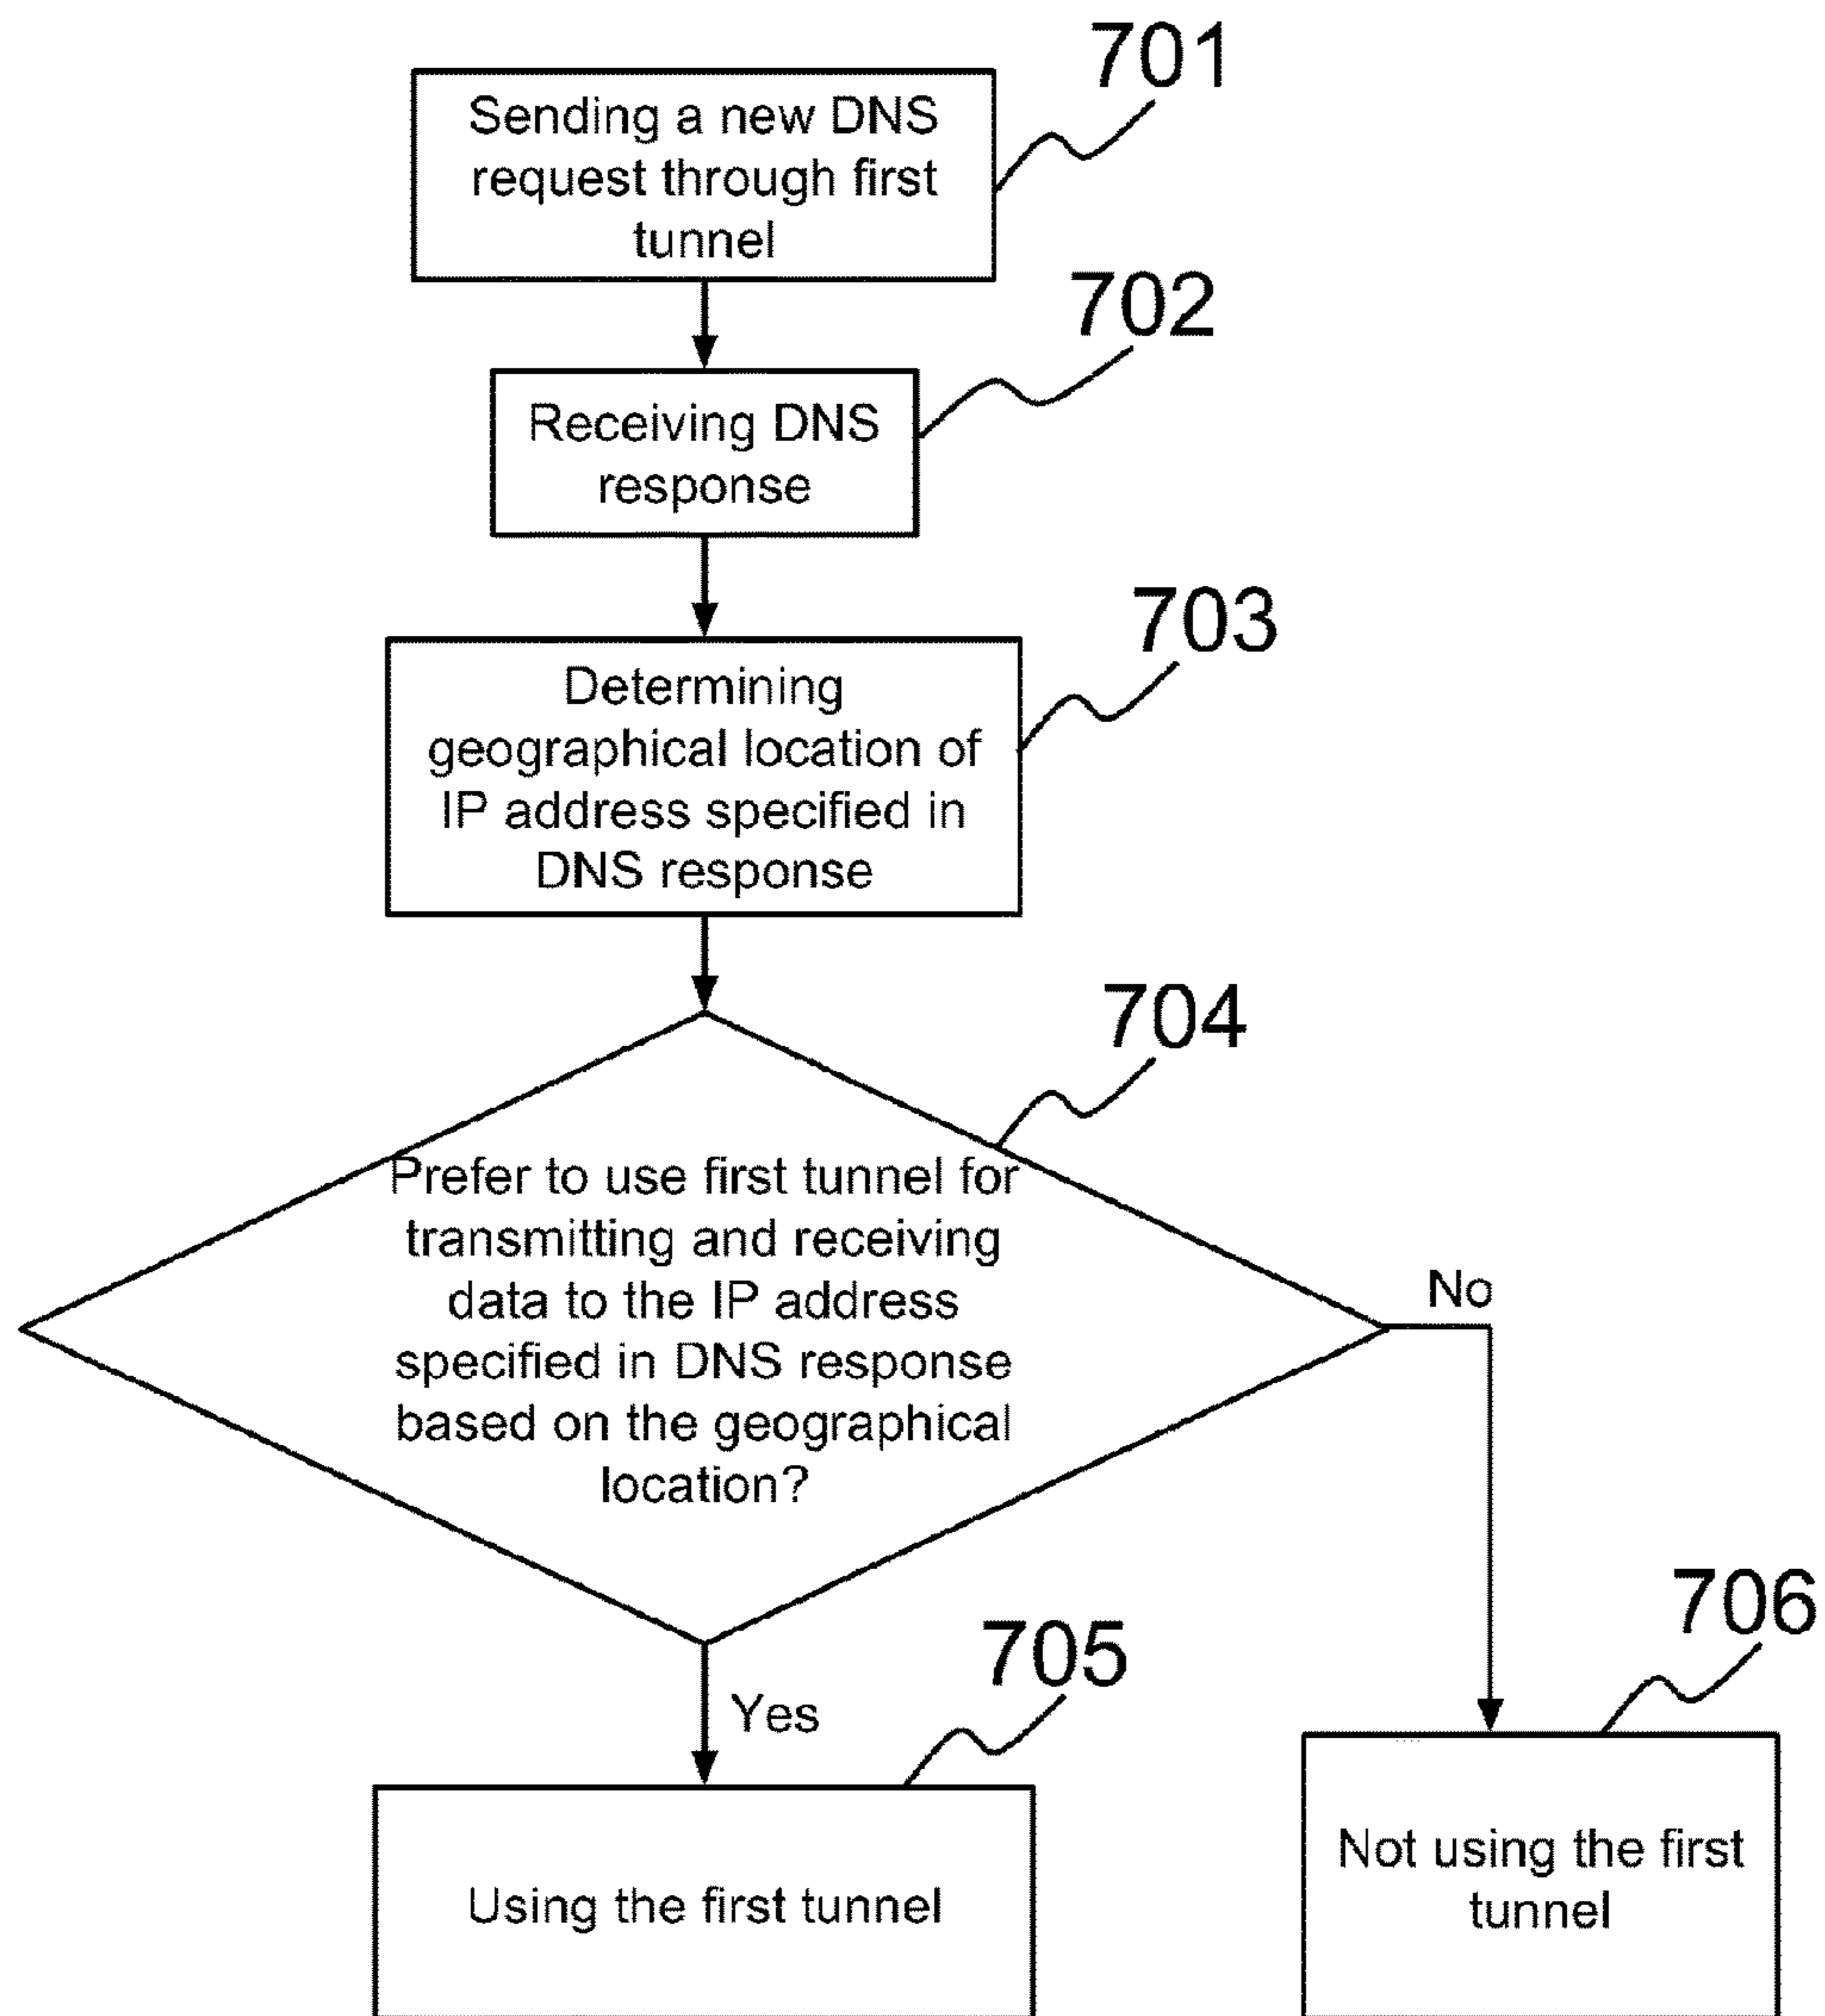 701
Sending a new DNS
request through first
tunnel
702
Receiving DNS
response
703
Determining
geographical location of
IP address specified in
DNS response
704
Prefer to use first tunnel for
transmitting and receiving
data to the IP address
specified in DNS response
based on the geographical
location?
No
Yes
705
706
Using the first tunnel
Not using the first
tunnel